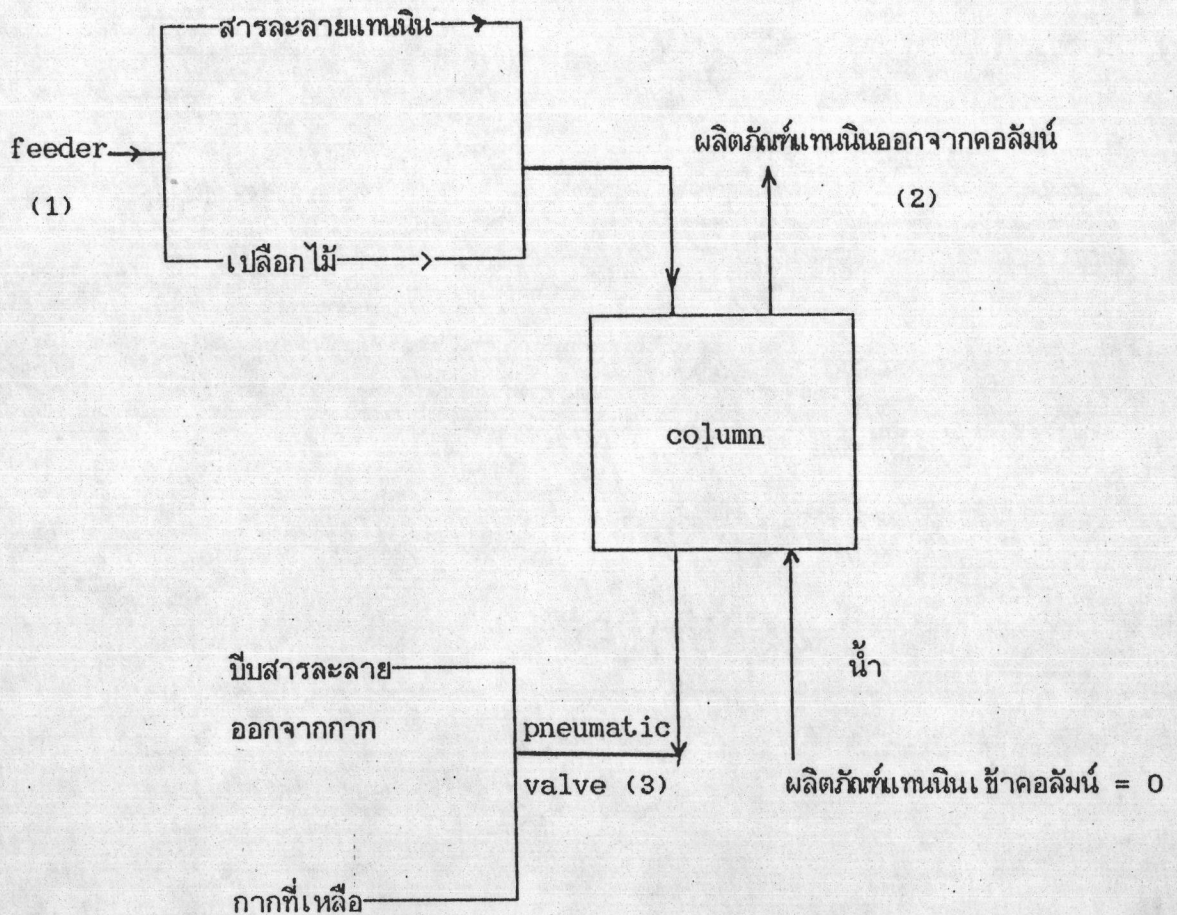 สารละลายแทนนิน
feeder
(1)
เปลือกไม้
ผลิตภัณฑ์แทนนินออกจากคอลัมน์
(2)
column
น้ำ
ผลิตภัณฑ์แทนนินเข้าคอลัมน์ = 0
บีบสารละลาย
ออกจากกาก
pneumatic
valve (3)
กากที่เหลือ